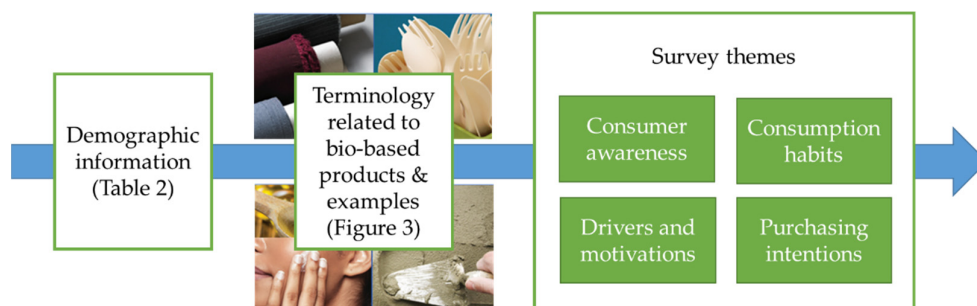 Demographic
information
(Table 2)
Terminology
related to
bio-based
products &
examples
(Figure 3)
Survey themes
Consumer
awareness
Consumption
habits
Drivers and
motivations
Purchasing
intentions